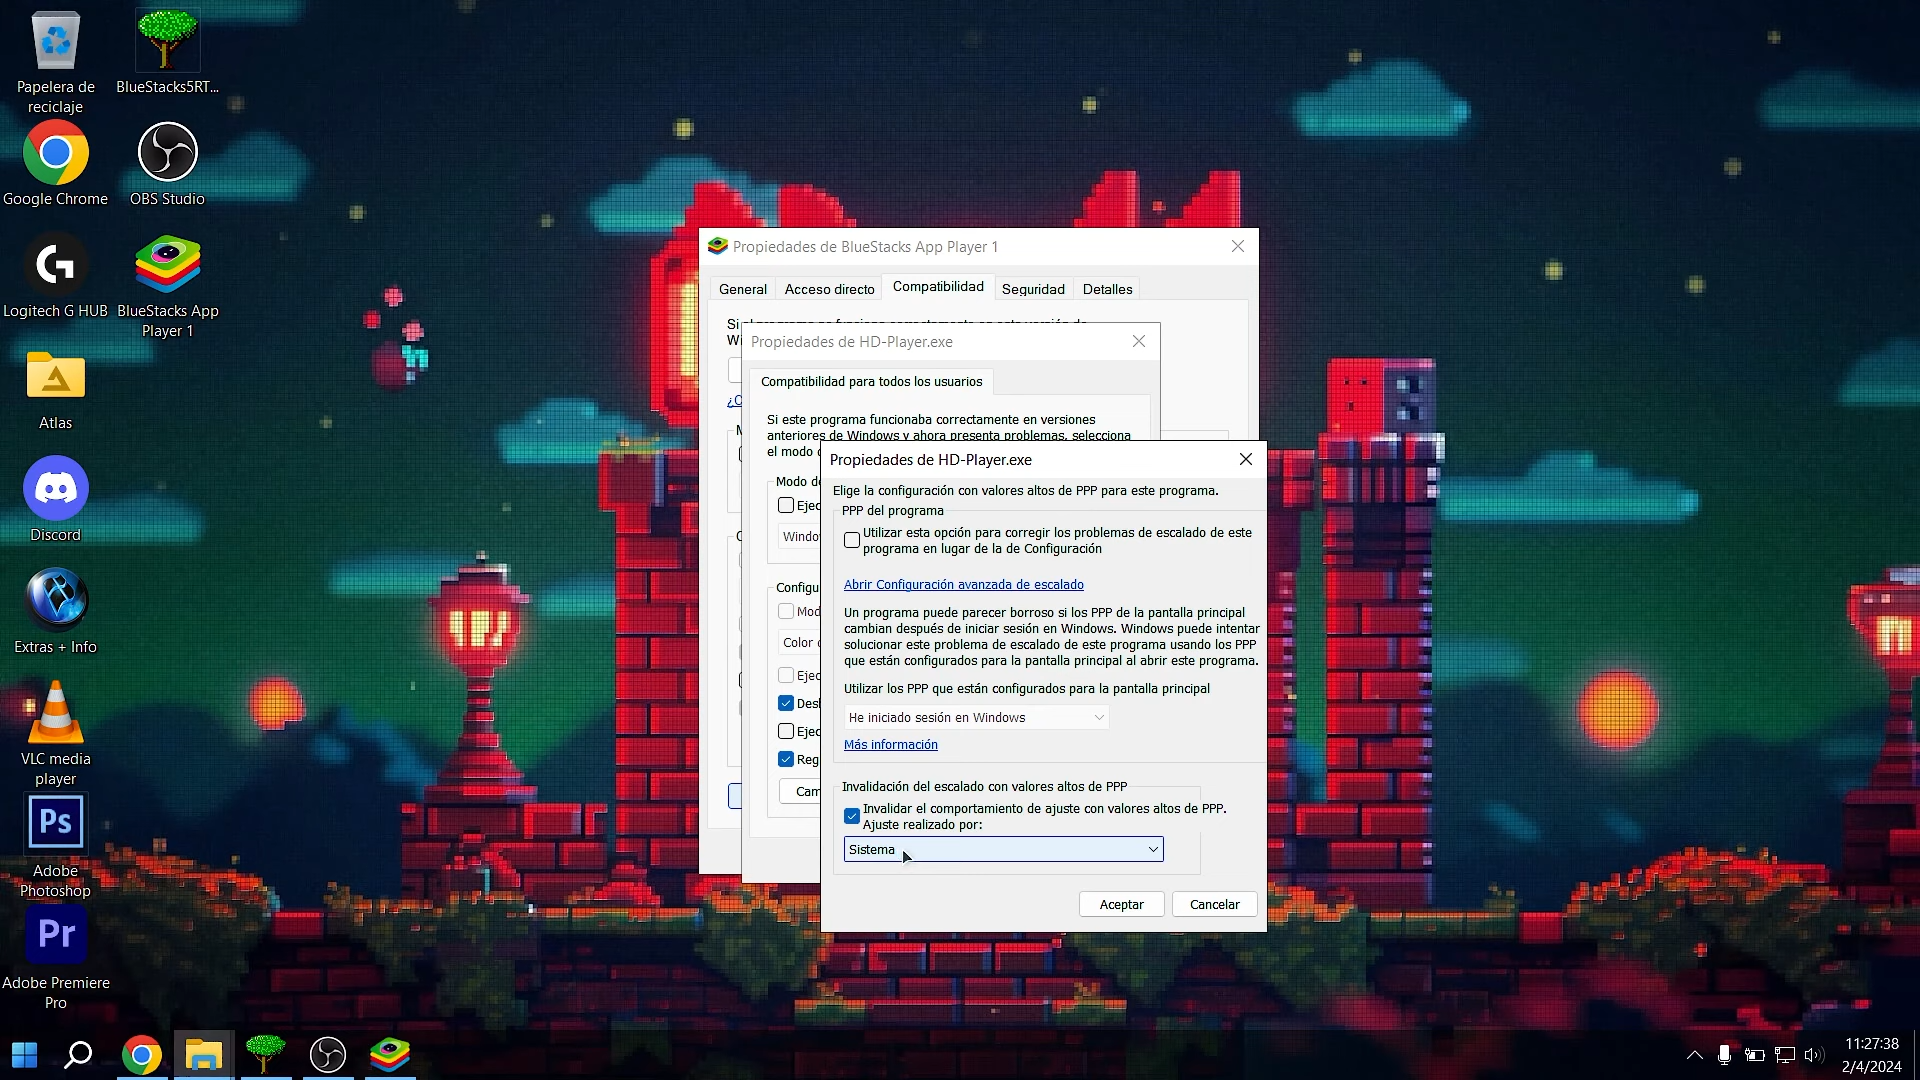 Papelera de
reciclaje
BlueStacks5RT...
Google Chrome
OBS Studio
Logitech G HUB
BlueStacks App
Player 1
Atlas
Discord
Extras + Info
VLC media
player
Ps
Adobe
Photoshop
Pr
Adobe Premiere
Pro
Propiedades de BlueStacks App Player 1
General
Acceso directo
Compatibilidad
Seguridad
Detalles
Propiedades de HD-Player.exe
Compatibilidad para todos los usuarios
Si este programa funcionaba correctamente en versiones
anteriores de Windows y ahora presenta problemas, selecciona
el modo
Modo de
Propiedades de HD-Player.exe
Elige la configuración con valores altos de PPP para este programa.
PPP del programa
Utilizar esta opción para corregir los problemas de escalado de este
programa en lugar de la de Configuración
Abrir Configuración avanzada de escalado
Un programa puede parecer borroso si los PPP de la pantalla principal
cambian después de iniciar sesión en Windows. Windows puede intentar
solucionar este problema de escalado de este programa usando los PPP
que están configurados para la pantalla principal al abrir este programa.
Utilizar los PPP que están configurados para la pantalla principal
He iniciado sesión en Windows
Más información
Invalidación del escalado con valores altos de PPP
Invalidar el comportamiento de ajuste con valores altos de PPP.
Ajuste realizado por:
Sistema
Aceptar
Cancelar
11:27:38
2/4/2024